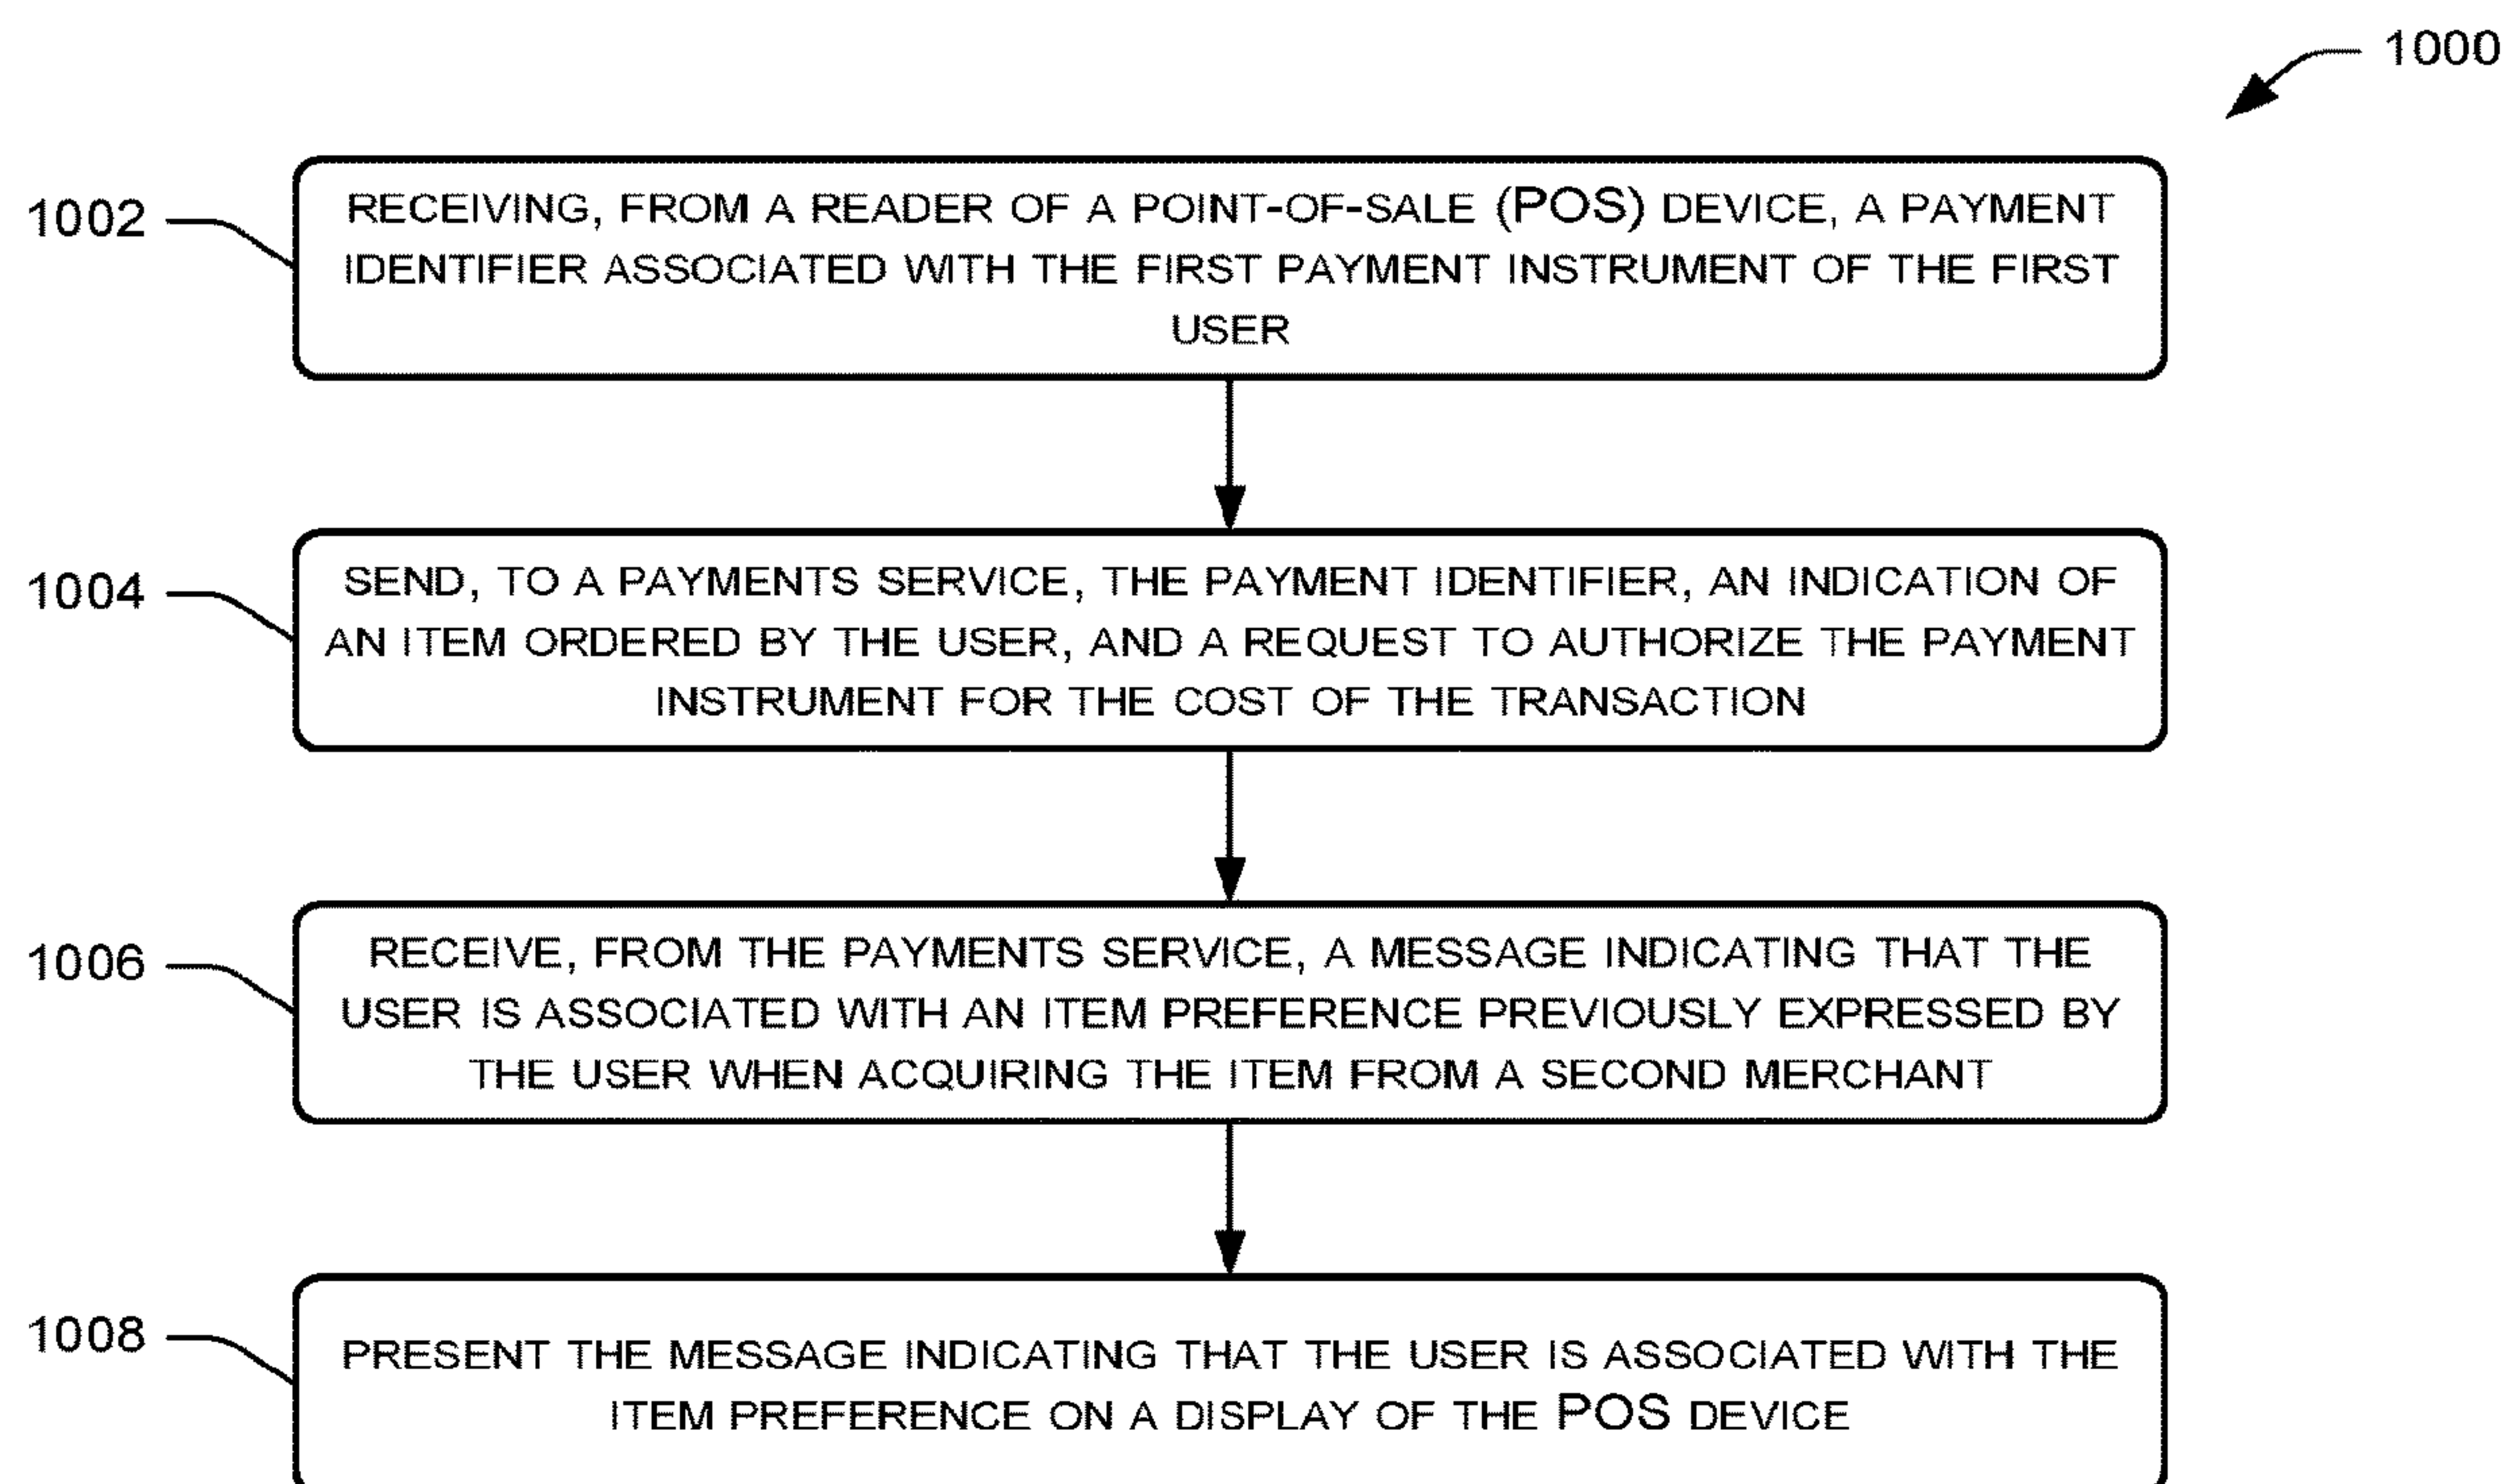 1000
1002
RECEIVING, FROM A READER OF A POINT-OF-SALE (POS) DEVICE, A PAYMENT
IDENTIFIER ASSOCIATED WITH THE FIRST PAYMENT INSTRUMENT OF THE FIRST
USER
1004
SEND, TO A PAYMENTS SERVICE, THE PAYMENT IDENTIFIER, AN INDICATION OF
AN ITEM ORDERED BY THE USER, AND A REQUEST TO AUTHORIZE THE PAYMENT
INSTRUMENT FOR THE COST OF THE TRANSACTION
1006
RECEIVE, FROM THE PAYMENTS SERVICE, A MESSAGE INDICATING THAT THE
USER IS ASSOCIATED WITH AN ITEM PREFERENCE PREVIOUSLY EXPRESSED BY
THE USER WHEN ACQUIRING THE ITEM FROM A SECOND MERCHANT
1008
PRESENT THE MESSAGE INDICATING THAT THE USER IS ASSOCIATED WITH THE
ITEM PREFERENCE ON A DISPLAY OF THE POS DEVICE